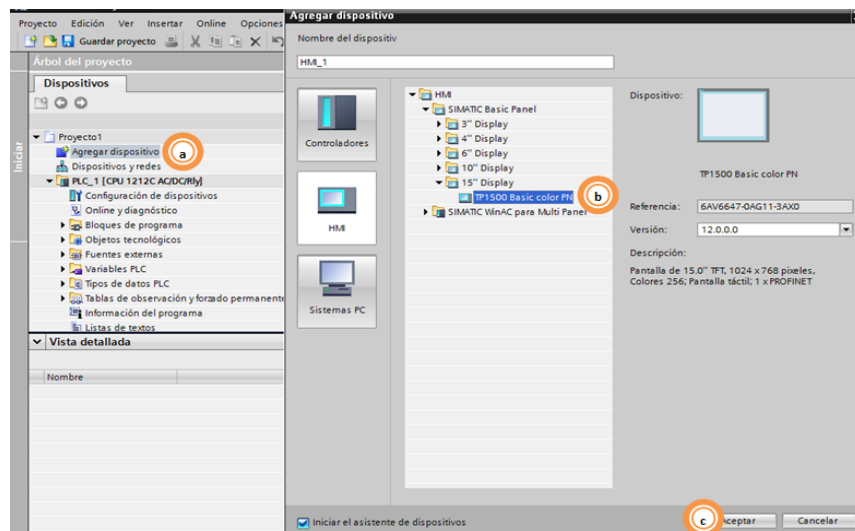 Proyecto Edición Ver Insertar Online Opciones
Guardar proyecto
Árbol del proyecto
Dispositivos
Iniciar
Proyecto1
Agregar dispositivo
a
Dispositivos y redes
PLC_1 [CPU 1212C AC/DC/Rly]
Configuración de dispositivos
Online y diagnóstico
Bloques de programa
Objetos tecnológicos
Fuentes externas
Variables PLC
Tipos de datos PLC
Tablas de observación y forzado permanente
Información del programa
Listas de textos
Vista detallada
Nombre
Agregar dispositivo
Nombre del dispositiv
HMI_1
Controladores
HMI
Sistemas PC
HMI
SIMATIC Basic Panel
3'' Display
4'' Display
6'' Display
10'' Display
15'' Display
TP1500 Basic color PN
b
SIMATIC WinAC para Multi Panel
Dispositivo:
TP1500 Basic color PN
Referencia: 6AV6647-0AG11-3AX0
Versión: 12.0.0.0
Descripción:
Pantalla de 15.0'' TFT, 1024 x 768 pixeles,
Colores 256; Pantalla táctil; 1 x PROFINET
Iniciar el asistente de dispositivos
c
Aceptar Cancelar